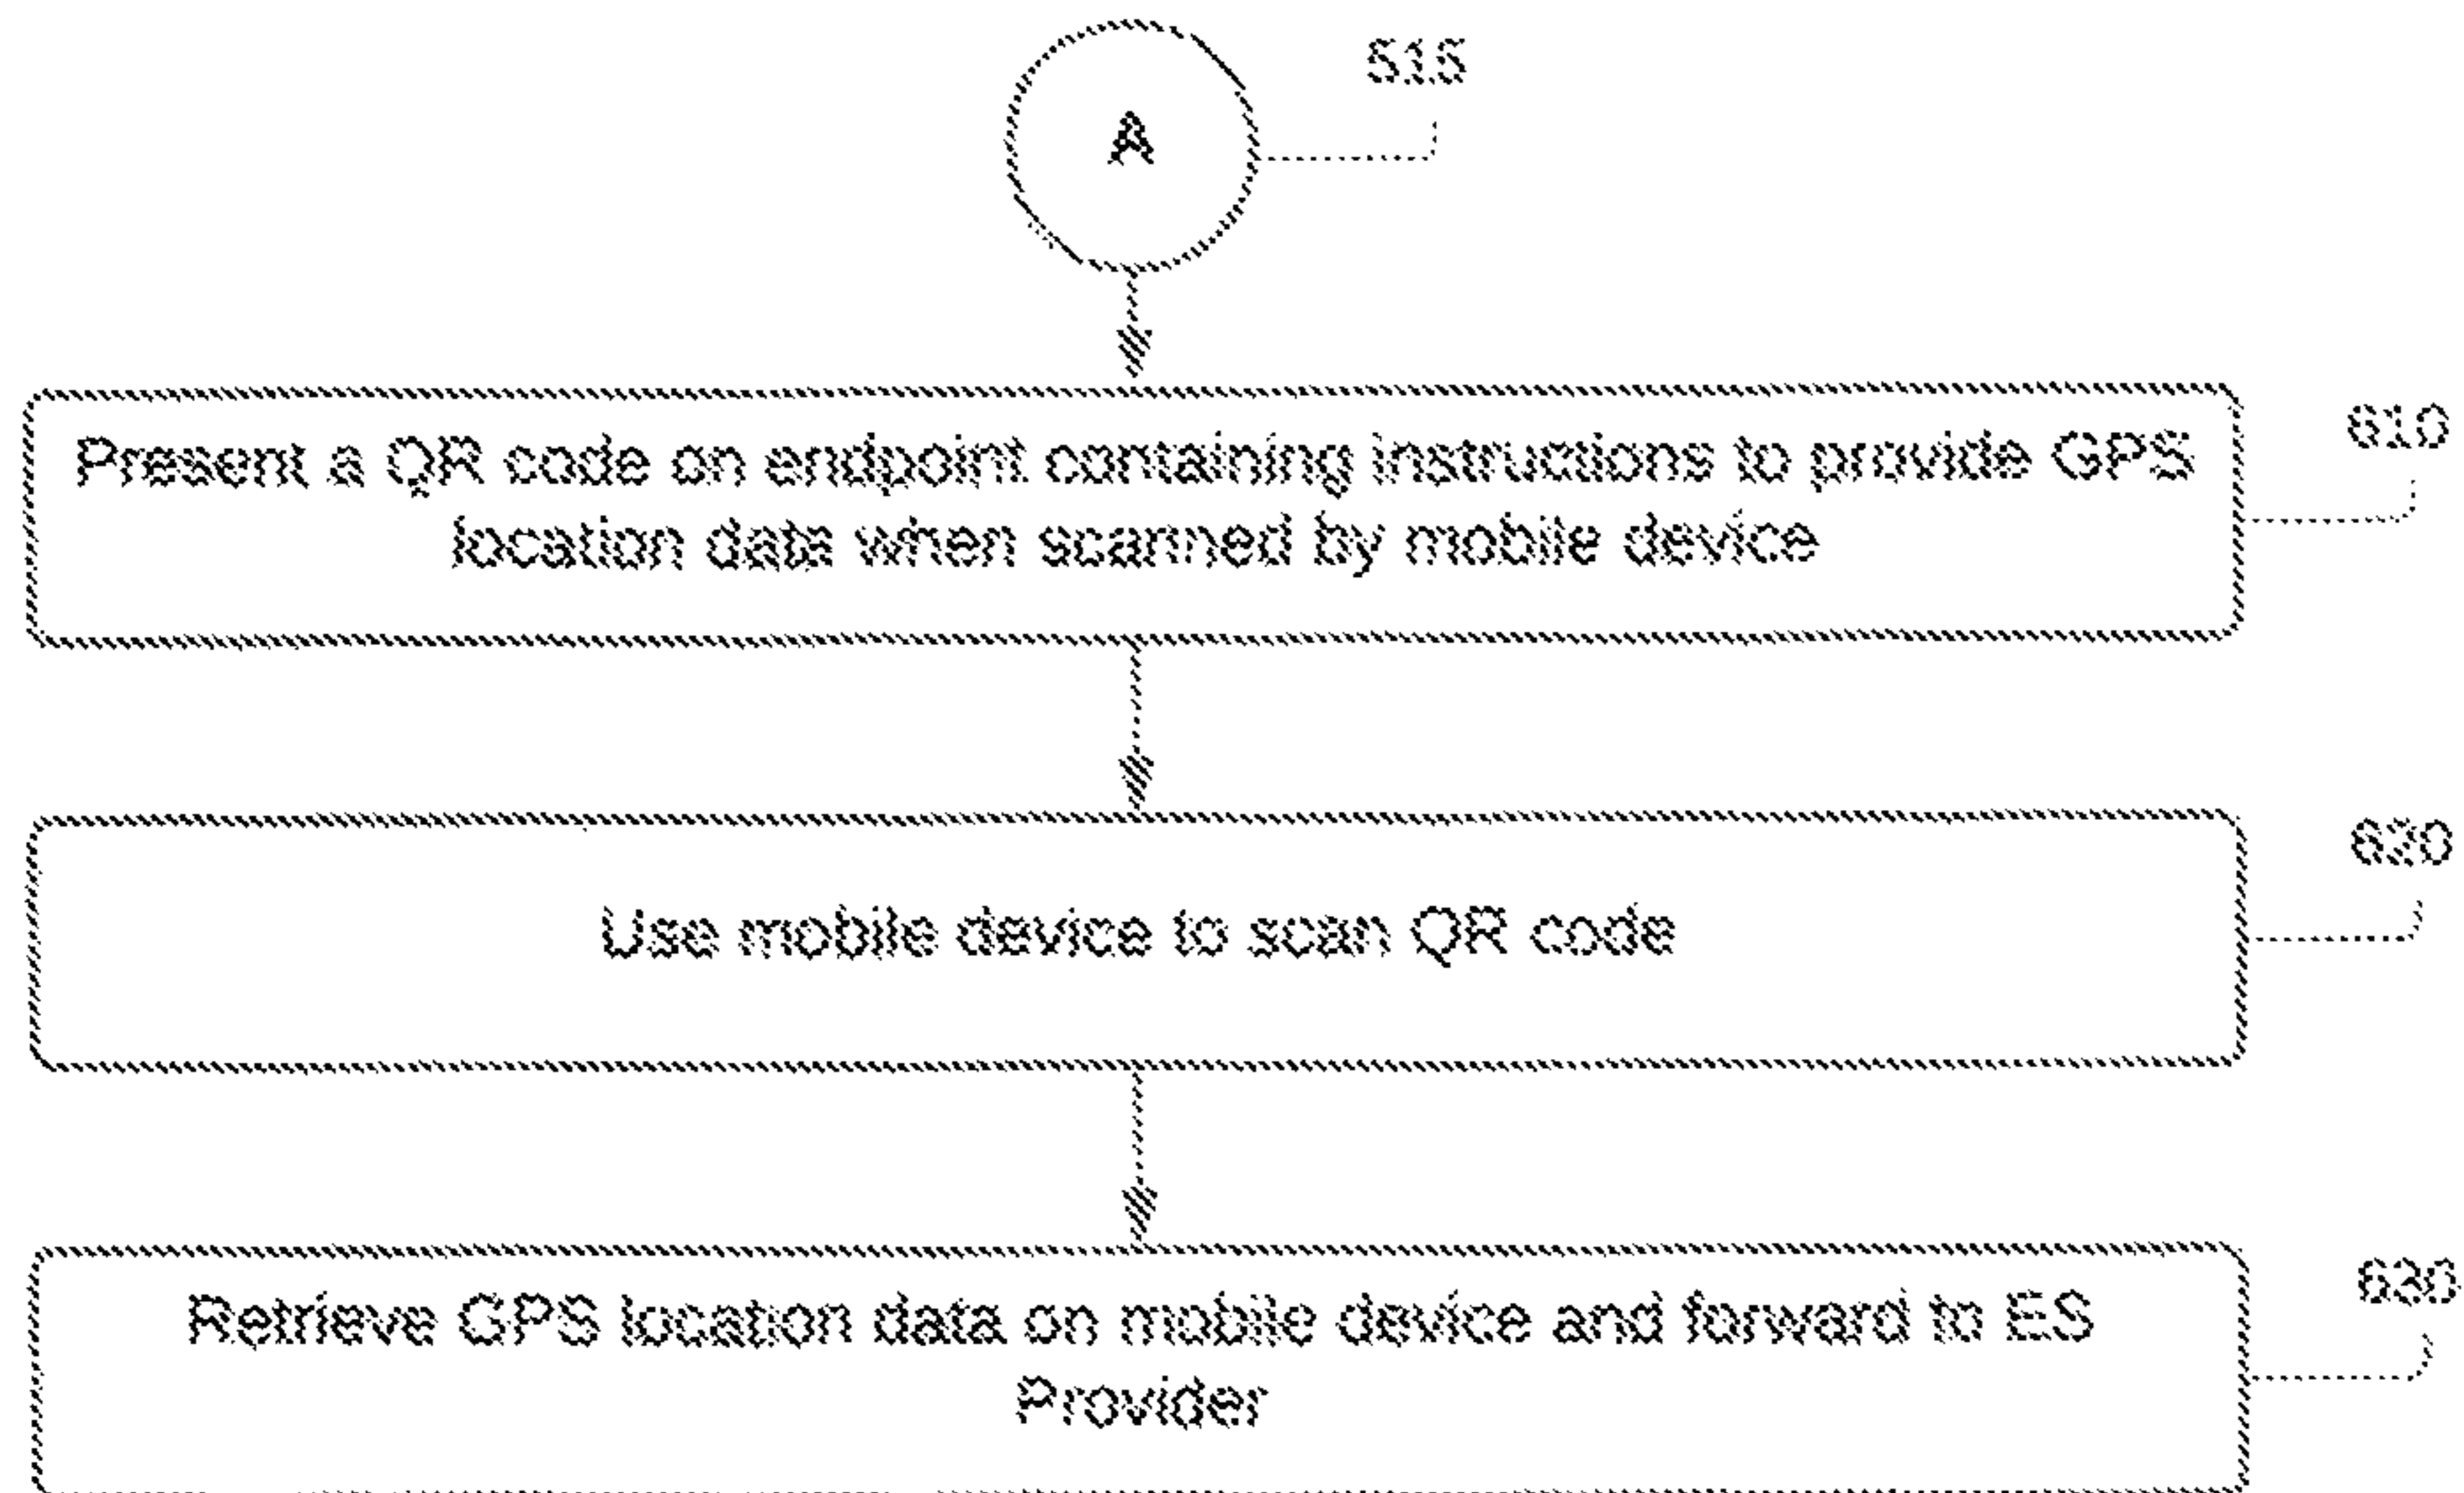 A
515
Present a QR code on endpoint containing instructions to provide GPS
location data when scanned by mobile device
610
Use mobile device to scan QR code
620
Retrieve GPS location data on mobile device and forward to ES
Provider
630